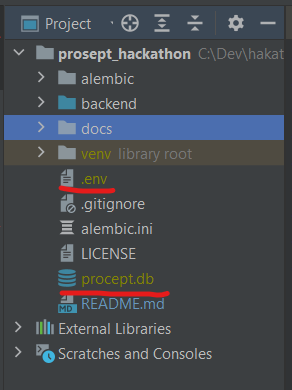 Project
prosept_hackathon C:\Dev\hakat
alembic
backend
docs
venv library root
.env
.gitignore
alembic.ini
LICENSE
procept.db
MD README.md
External Libraries
Scratches and Consoles